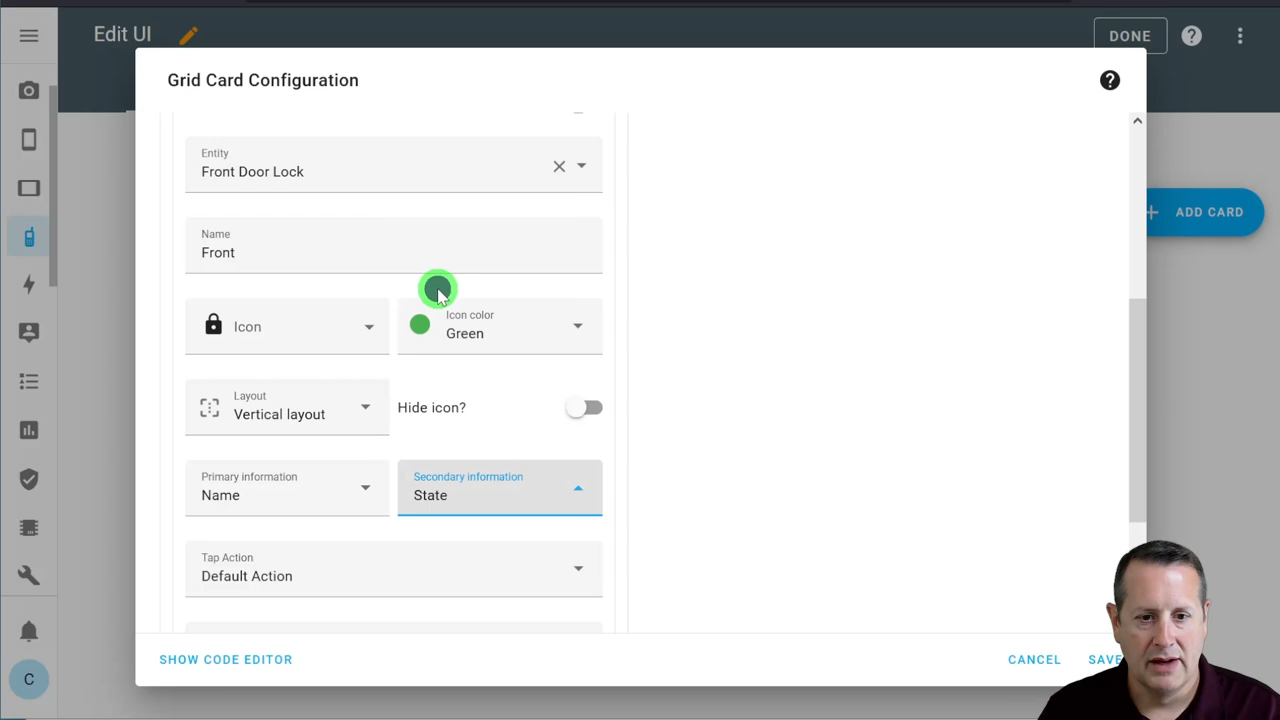 Edit UI
DONE
Grid Card Configuration
ADD CARD
Entity
Front Door Lock
Name
Front
Icon
Icon color
Green
Layout
Vertical layout
Hide icon?
Primary information
Name
Secondary information
State
Tap Action
Default Action
SHOW CODE EDITOR
CANCEL
SAVE
C